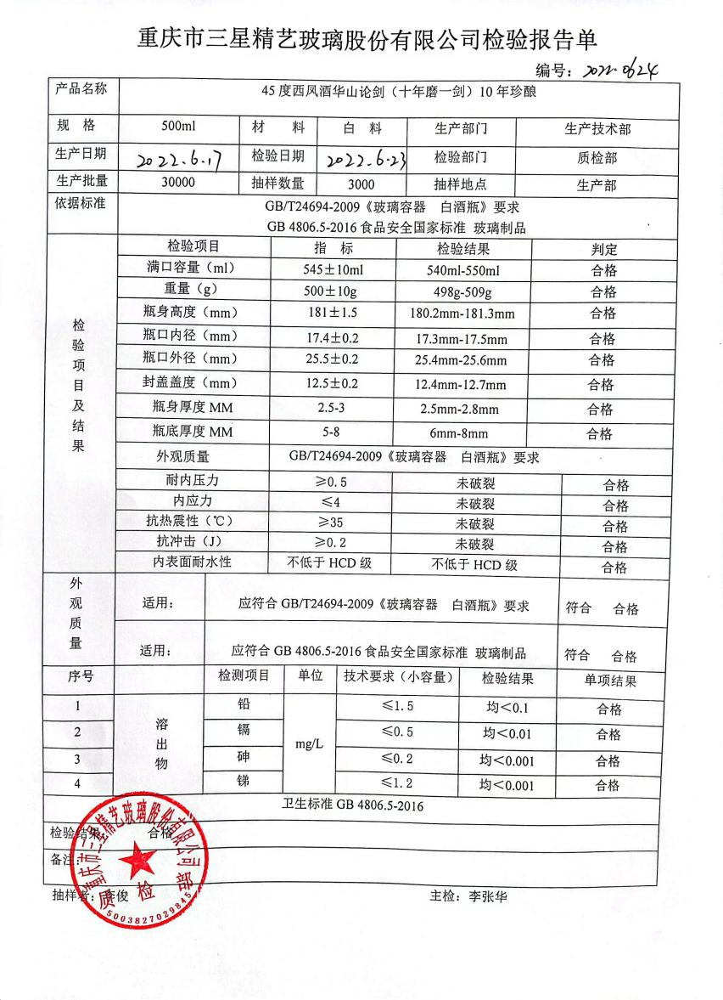 重庆市三星精艺玻璃股份有限公司检验报告单
编号：2022.0624
产品名称 45度西凤酒华山论剑（十年磨一剑）10年珍酿
规 格 500ml 材 料 白 料 生产部门 生产技术部
生产日期 2022.6.17 检验日期 2022.6.23 检验部门 质检部
生产批量 30000 抽样数量 3000 抽样地点 生产部
依据标准 GB/T24694-2009《玻璃容器 白酒瓶》要求
GB 4806.5-2016 食品安全国家标准 玻璃制品
检验项目及结果
检验项目 指 标 检验结果 判定
满口容量（ml） 545±10ml 540ml-550ml 合格
重量（g） 500±10g 498g-509g 合格
瓶身高度（mm） 181±1.5 180.2mm-181.3mm 合格
瓶口内径（mm） 17.4±0.2 17.3mm-17.5mm 合格
瓶口外径（mm） 25.5±0.2 25.4mm-25.6mm 合格
封盖盖度（mm） 12.5±0.2 12.4mm-12.7mm 合格
瓶身厚度 MM 2.5-3 2.5mm-2.8mm 合格
瓶底厚度 MM 5-8 6mm-8mm 合格
外观质量 GB/T24694-2009《玻璃容器 白酒瓶》要求
耐内压力 ≥0.5 未破裂 合格
内应力 ≤4 未破裂 合格
抗热震性（℃） ≥35 未破裂 合格
抗冲击（J） ≥0.2 未破裂 合格
内表面耐水性 不低于 HCD 级 不低于 HCD 级 合格
外观质量
适用： 应符合 GB/T24694-2009《玻璃容器 白酒瓶》要求 符合 合格
适用： 应符合 GB 4806.5-2016 食品安全国家标准 玻璃制品 符合 合格
序号 检测项目 单位 技术要求（小容量） 检验结果 单项结果
溶出物
mg/L
1 铅 ≤1.5 均＜0.1 合格
2 镉 ≤0.5 均＜0.01 合格
3 砷 ≤0.2 均＜0.001 合格
4 锑 ≤1.2 均＜0.001 合格
卫生标准 GB 4806.5-2016
检验结果 合格
备注：
抽样者：李俊 主检：李张华
重庆市三星精艺玻璃股份有限公司
质检部
5003827029845